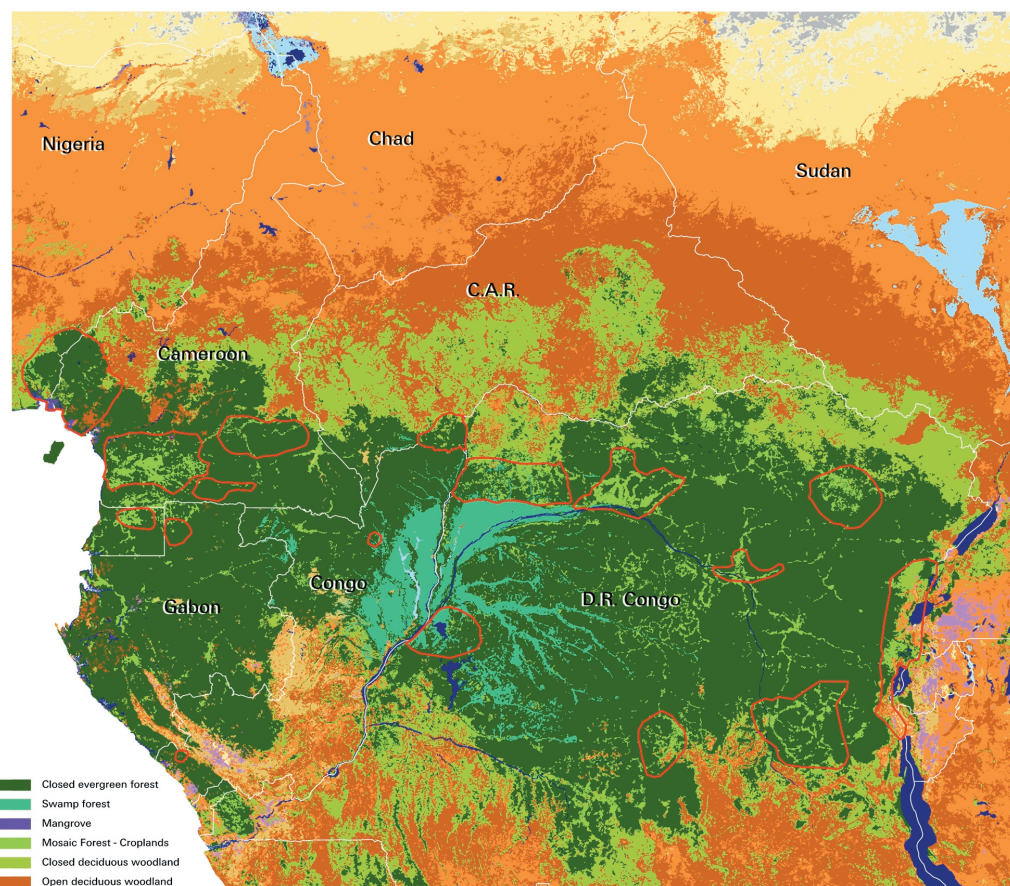 Nigeria
Chad
Sudan
C.A.R.
Cameroon
Congo
D.R. Congo
Gabon
Closed evergreen forest
Swamp forest
Mangrove
Mosaic Forest - Croplands
Closed deciduous woodland
Open deciduous woodland